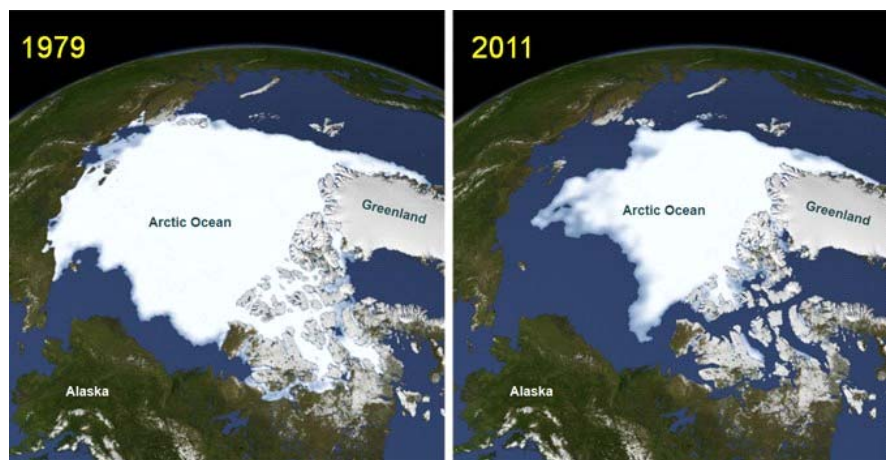 1979
Arctic Ocean
Greenland
Alaska
2011
Arctic Ocean
Greenland
Alaska